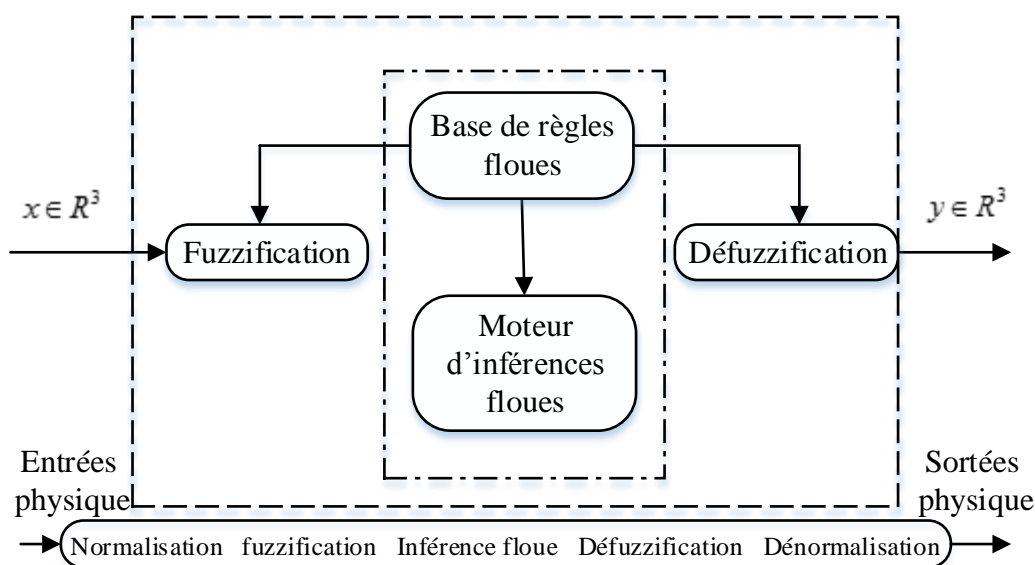 Base de règles
floues
x ∈ R³
y ∈ R³
Fuzzification
Défuzzification
Moteur
d’inférences
floues
Entrées
physique
Sortées
physique
Normalisation fuzzification Inférence floue Défuzzification Dénormalisation